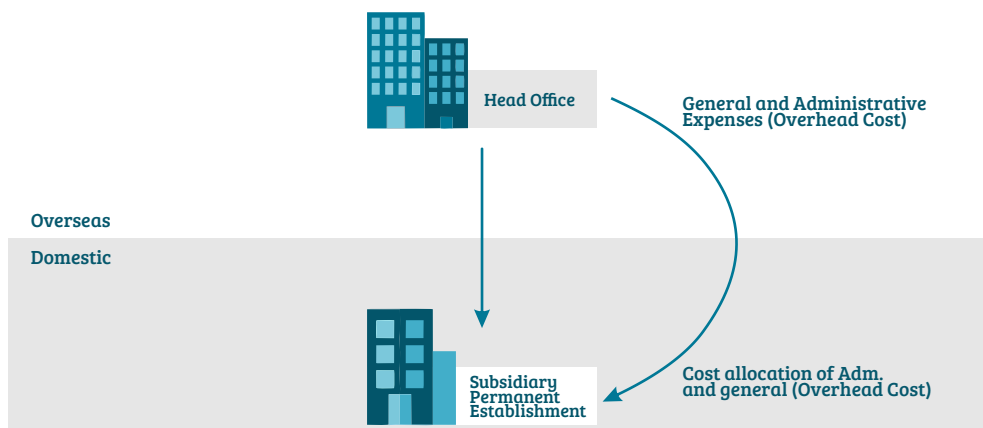 Head Office
General and Administrative
Expenses (Overhead Cost)
Overseas
Domestic
Subsidiary
Permanent
Establishment
Cost allocation of Adm.
and general (Overhead Cost)